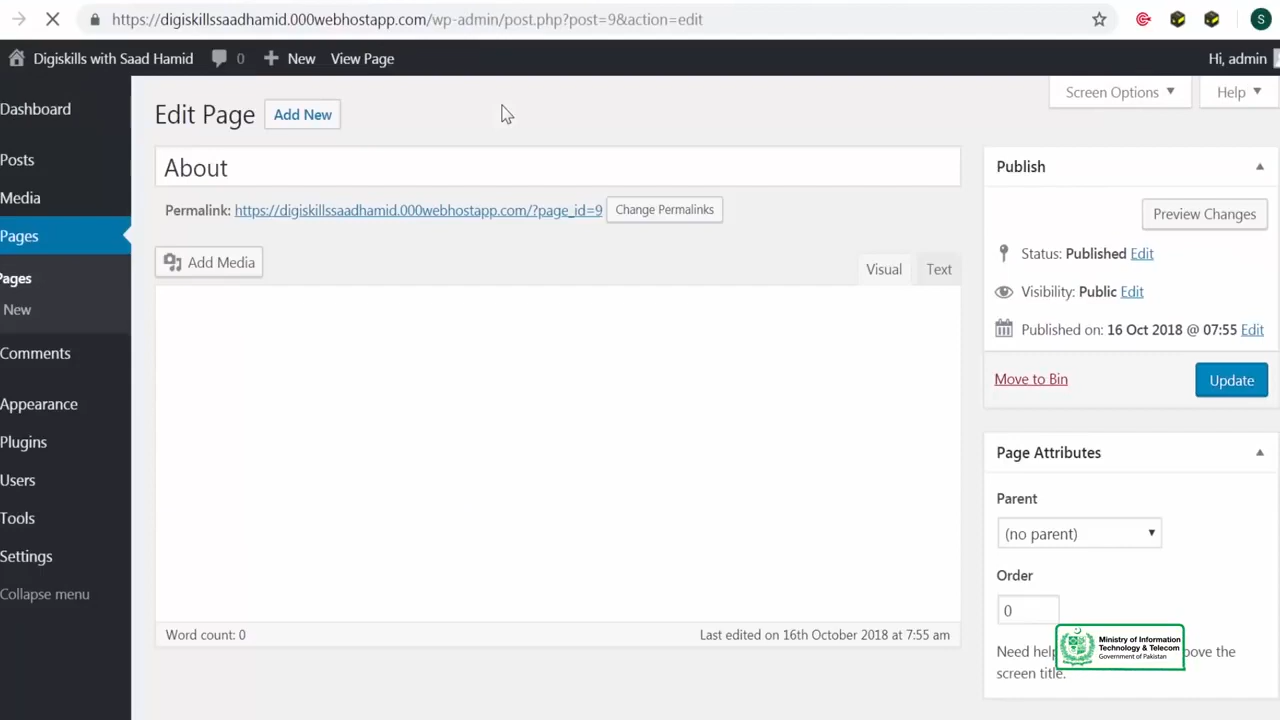 https://digiskillssaadhamid.000webhostapp.com/wp-admin/post.php?post=9&action=edit
S
Digiskills with Saad Hamid
0
New
View Page
Hi, admin
Dashboard
Posts
Media
Pages
Pages
New
Comments
Appearance
Plugins
Users
Tools
Settings
Collapse menu
Screen Options
Help
Edit Page
Add New
About
Permalink: https://digiskillssaadhamid.000webhostapp.com/?page_id=9
Change Permalinks
Add Media
Visual
Text
Word count: 0
Last edited on 16th October 2018 at 7:55 am
Publish
Preview Changes
Status: Published Edit
Visibility: Public Edit
Published on: 16 Oct 2018 @ 07:55 Edit
Move to Bin
Update
Page Attributes
Parent
(no parent)
Order
0
Need
the
screen title.
Ministry of Information
Technology & Telecom
Government of Pakistan